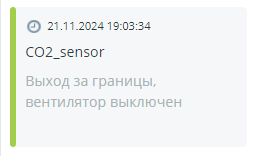 21.11.2024 19:03:34
CO2_sensor
Выход за границы,
вентилятор выключен